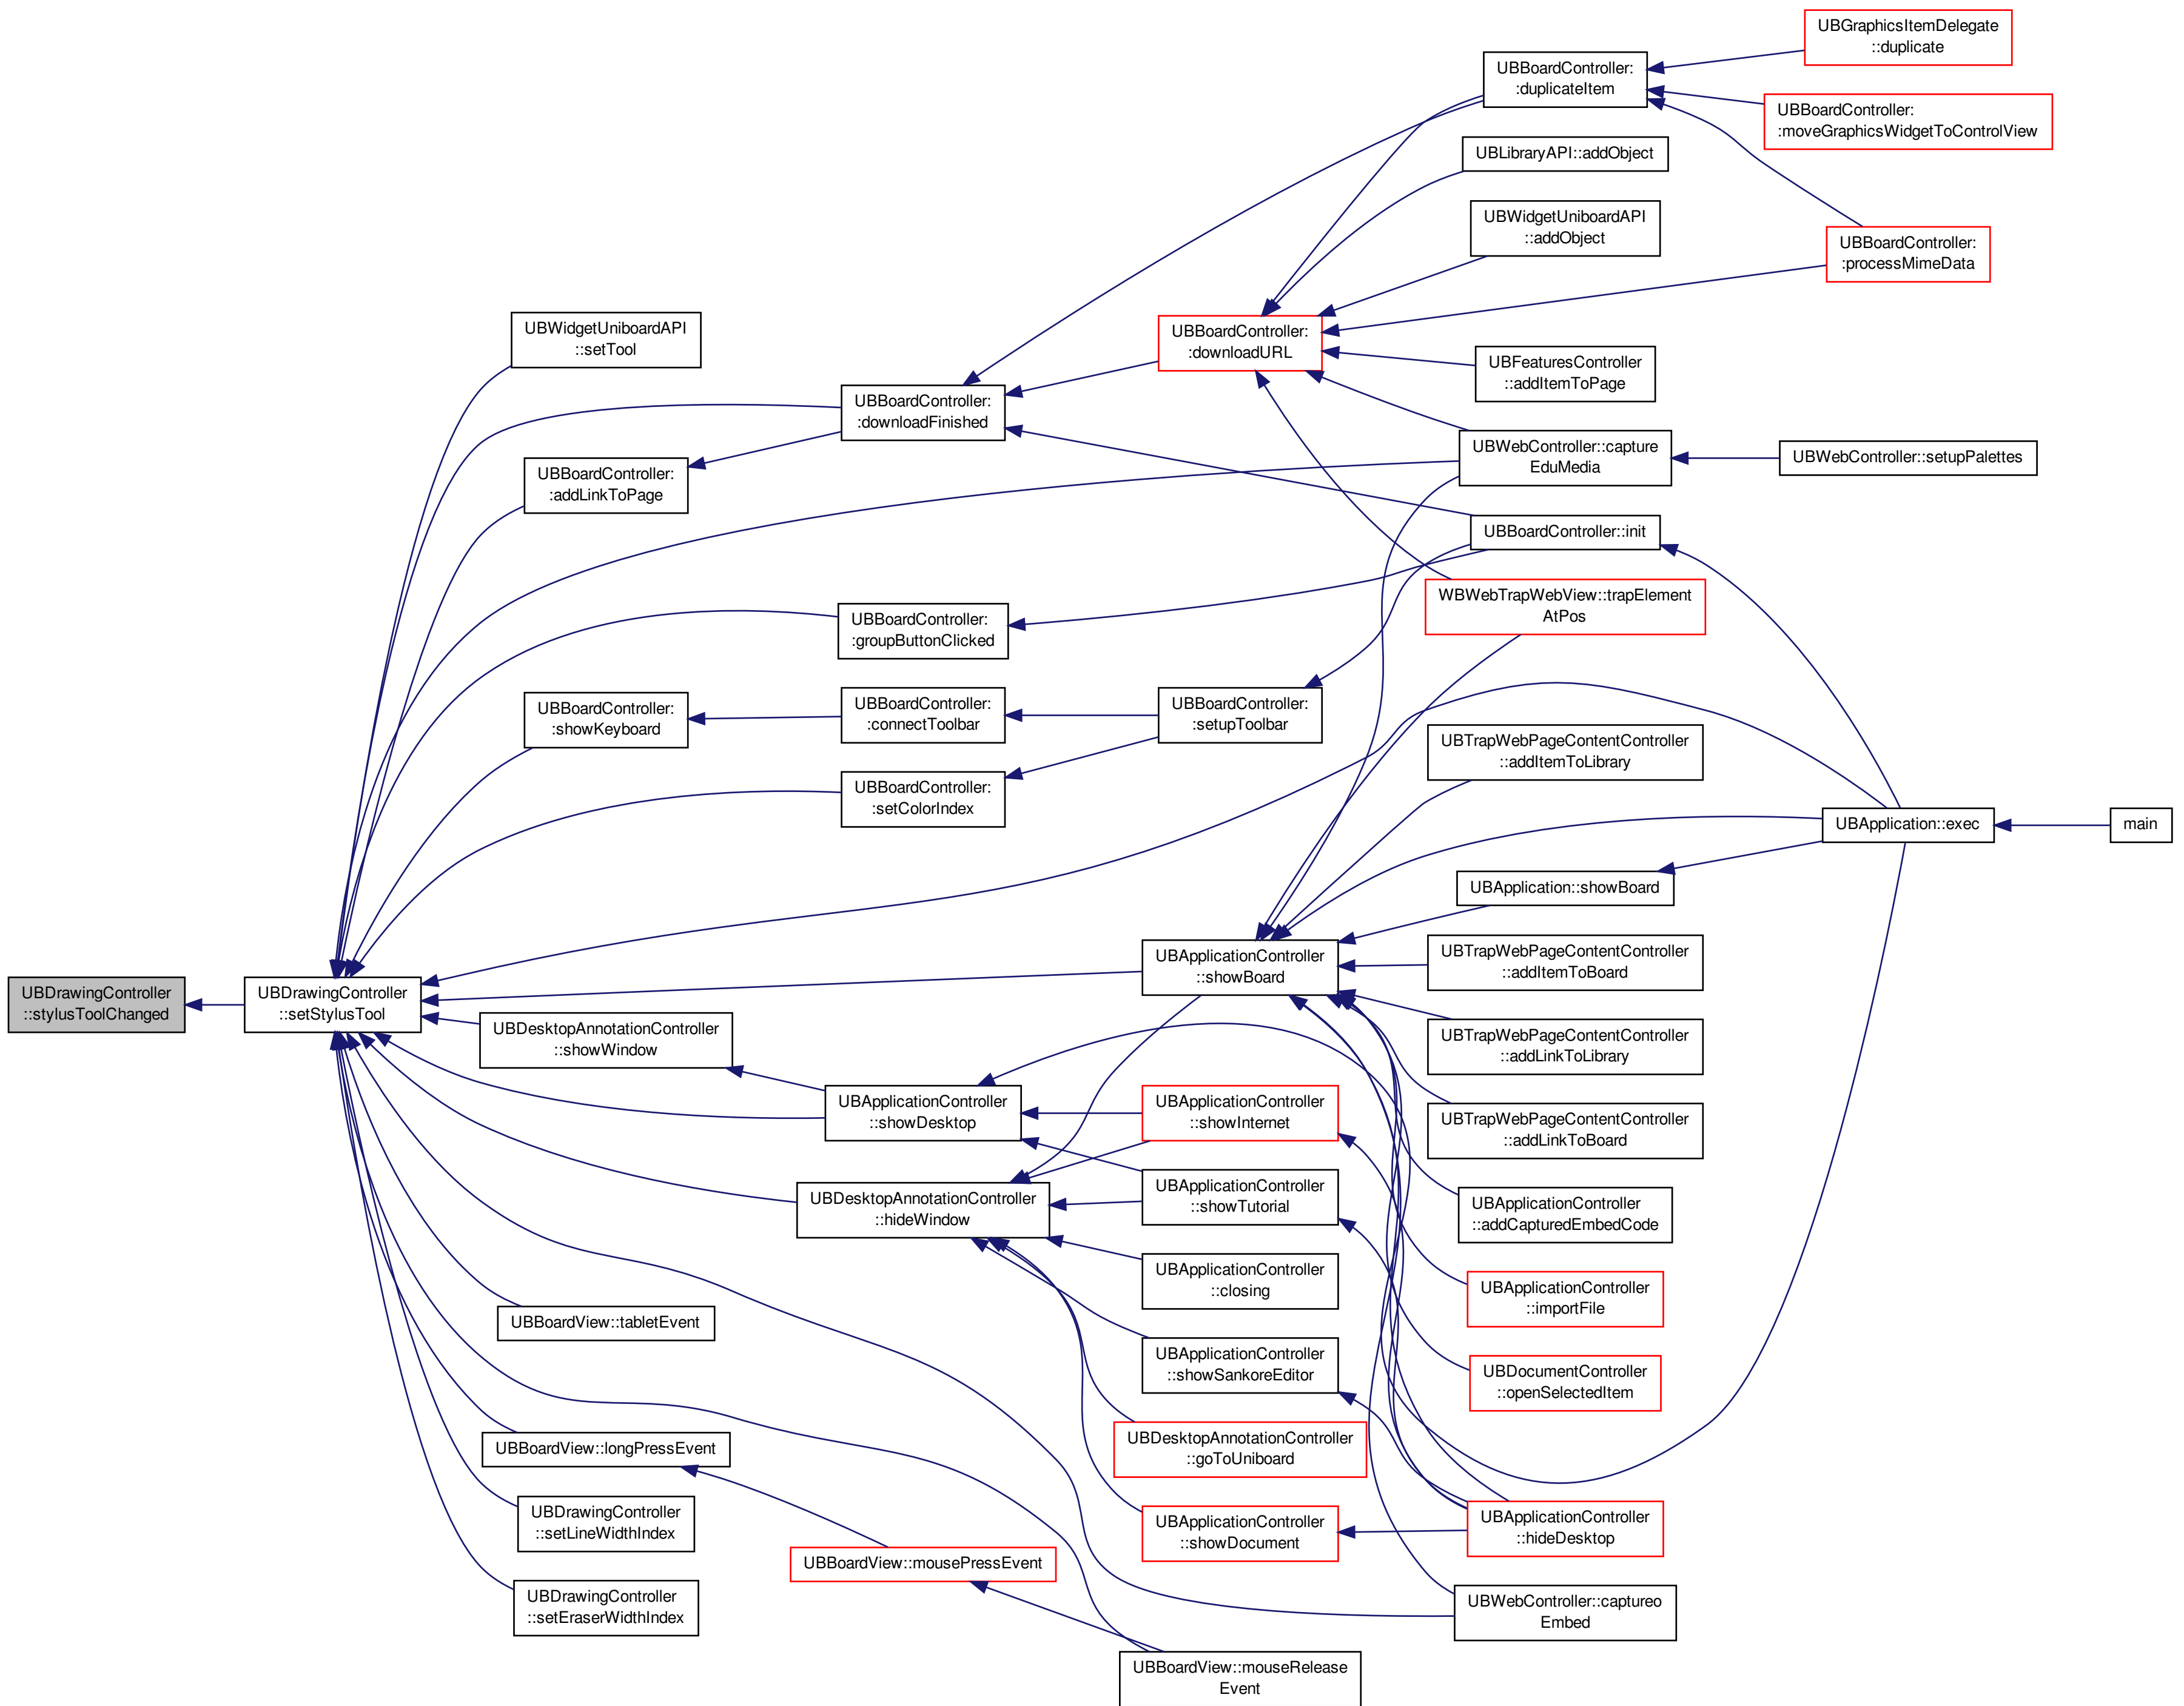 UBGraphicsItemDelegate
::duplicate
UBBoardController:
:duplicateItem
UBBoardController:
:moveGraphicsWidgetToControlView
UBLibraryAPI::addObject
UBWidgetUniboardAPI
::addObject
UBBoardController:
:processMimeData
UBWidgetUniboardAPI
::setTool
UBBoardController:
:downloadURL
UBFeaturesController
::addItemToPage
UBBoardController:
:downloadFinished
UBWebController::capture
EduMedia
UBWebController::setupPalettes
UBBoardController:
:addLinkToPage
UBBoardController::init
WBWebTrapWebView::trapElement
AtPos
UBBoardController:
:groupButtonClicked
UBBoardController:
:showKeyboard
UBBoardController:
:connectToolbar
UBBoardController:
:setupToolbar
UBTrapWebPageContentController
::addItemToLibrary
UBBoardController:
:setColorIndex
UBApplication::exec
main
UBApplication::showBoard
UBApplicationController
::showBoard
UBTrapWebPageContentController
::addItemToBoard
UBDrawingController
::stylusToolChanged
UBDrawingController
::setStylusTool
UBDesktopAnnotationController
::showWindow
UBTrapWebPageContentController
::addLinkToLibrary
UBApplicationController
::showDesktop
UBApplicationController
::showInternet
UBTrapWebPageContentController
::addLinkToBoard
UBDesktopAnnotationController
::hideWindow
UBApplicationController
::showTutorial
UBApplicationController
::addCapturedEmbedCode
UBApplicationController
::closing
UBApplicationController
::importFile
UBBoardView::tabletEvent
UBApplicationController
::showSankoreEditor
UBDocumentController
::openSelectedItem
UBBoardView::longPressEvent
UBDesktopAnnotationController
::goToUniboard
UBDrawingController
::setLineWidthIndex
UBApplicationController
::showDocument
UBApplicationController
::hideDesktop
UBBoardView::mousePressEvent
UBDrawingController
::setEraserWidthIndex
UBWebController::captureo
Embed
UBBoardView::mouseRelease
Event